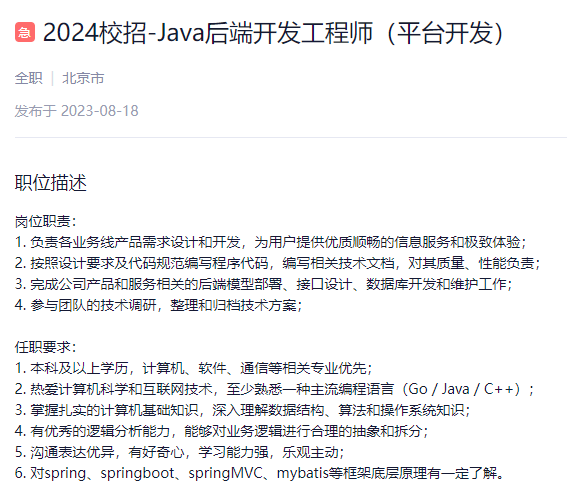 急 2024校招-Java后端开发工程师（平台开发）
全职 | 北京市
发布于 2023-08-18
职位描述
岗位职责：
1. 负责各业务线产品需求设计和开发，为用户提供优质顺畅的信息服务和极致体验；
2. 按照设计要求及代码规范编写程序代码，编写相关技术文档，对其质量、性能负责；
3. 完成公司产品和服务相关的后端模型部署、接口设计、数据库开发和维护工作；
4. 参与团队的技术调研，整理和归档技术方案；
任职要求：
1. 本科及以上学历，计算机、软件、通信等相关专业优先；
2. 热爱计算机科学和互联网技术，至少熟悉一种主流编程语言（Go / Java / C++）；
3. 掌握扎实的计算机基础知识，深入理解数据结构、算法和操作系统知识；
4. 有优秀的逻辑分析能力，能够对业务逻辑进行合理的抽象和拆分；
5. 沟通表达优异，有好奇心，学习能力强，乐观主动；
6. 对spring、springboot、springMVC、mybatis等框架底层原理有一定了解。